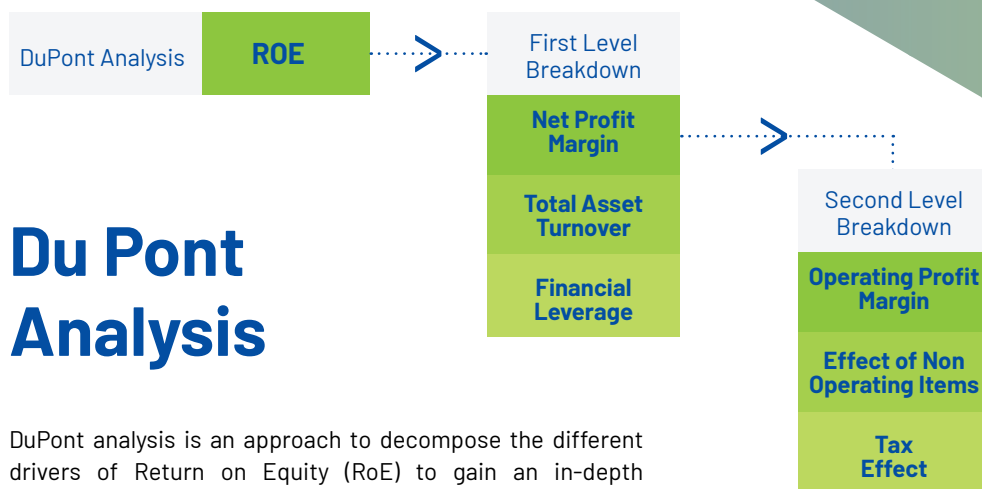 DuPont Analysis
ROE
First Level
Breakdown
Net Profit
Margin
Total Asset
Turnover
Financial
Leverage
Second Level
Breakdown
Operating Profit
Margin
Effect of Non
Operating Items
Tax
Effect
Du Pont
Analysis
DuPont analysis is an approach to decompose the different
drivers of Return on Equity (RoE) to gain an in-depth